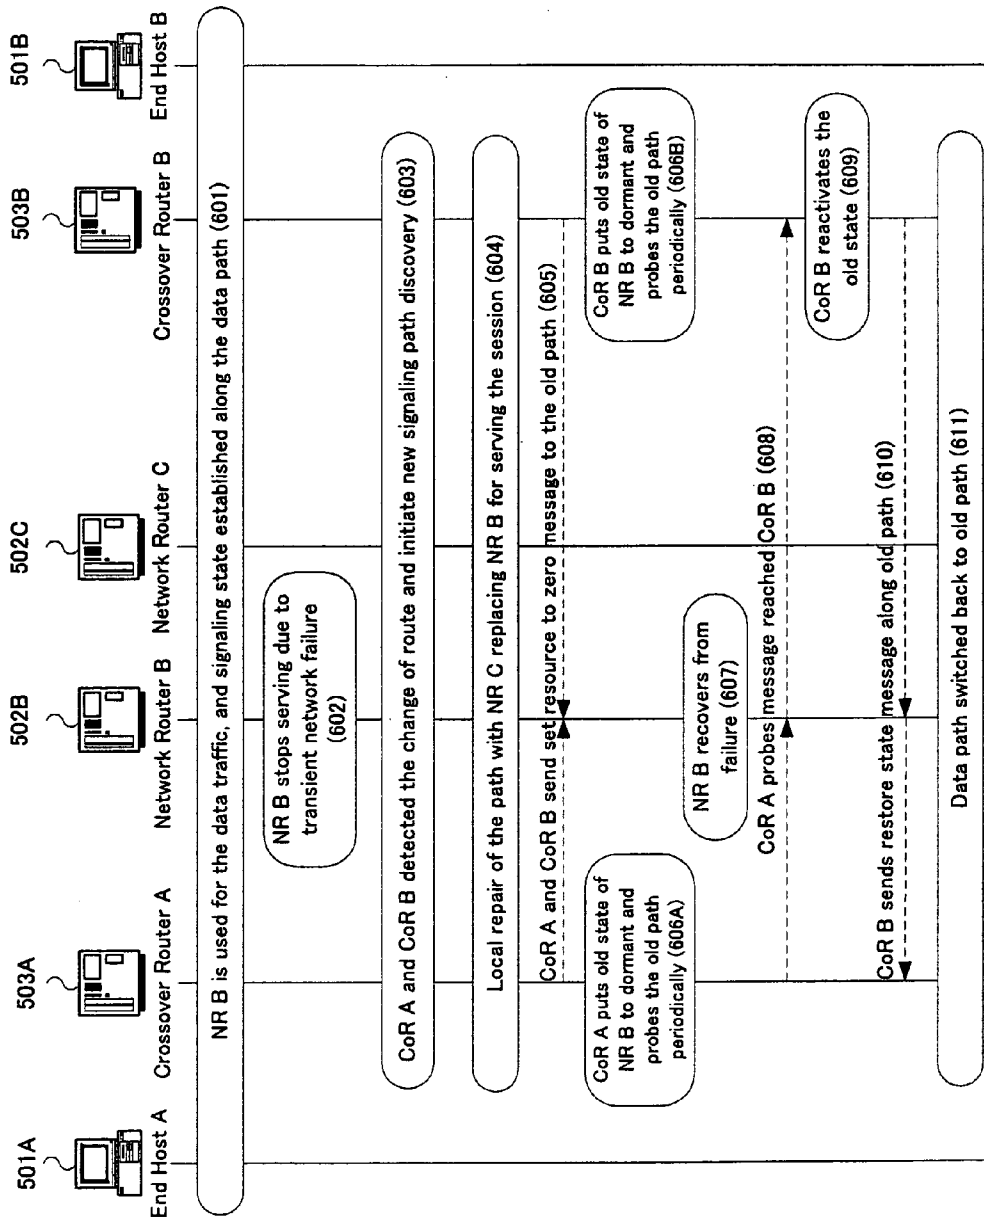 501A
503A
502B
502C
503B
501B
End Host A
Crossover Router A
Network Router B
Network Router C
Crossover Router B
End Host B
NR B is used for the data traffic, and signaling state established along the data path (601)
NR B stops serving due to
transient network failure
(602)
CoR A and CoR B detected the change of route and initiate new signaling path discovery (603)
Local repair of the path with NR C replacing NR B for serving the session (604)
CoR A and CoR B send set resource to zero message to the old path (605)
CoR A puts old state of
NR B to dormant and
probes the old path
periodically (606A)
CoR B puts old state of
NR B to dormant and
probes the old path
periodically (606B)
NR B recovers from
failure (607)
CoR A probes message reached CoR B (608)
CoR B reactivates the
old state (609)
CoR B sends restore state message along old path (610)
Data path switched back to old path (611)